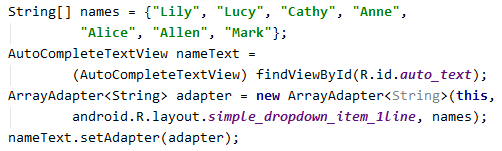 String[] names = {"Lily", "Lucy", "Cathy", "Anne",
"Alice", "Allen", "Mark"};
AutoCompleteTextView nameText =
(AutoCompleteTextView) findViewById(R.id.auto_text);
ArrayAdapter<String> adapter = new ArrayAdapter<String>(this,
android.R.layout.simple_dropdown_item_1line, names);
nameText.setAdapter(adapter);